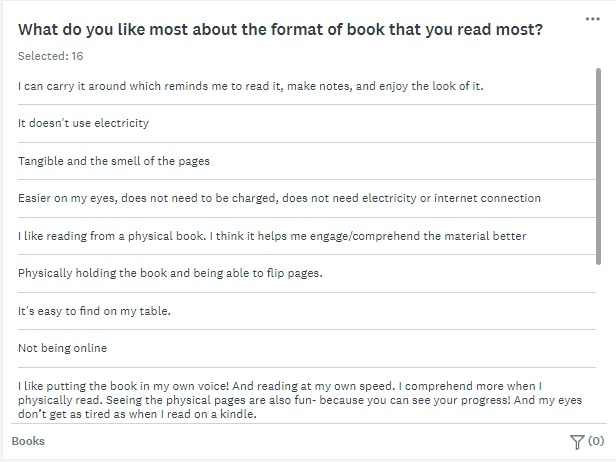 What do you like most about the format of book that you read most?
Selected: 16
I can carry it around which reminds me to read it, make notes, and enjoy the look of it.
It doesn't use electricity
Tangible and the smell of the pages
Easier on my eyes, does not need to be charged, does not need electricity or internet connection
I like reading from a physical book. I think it helps me engage/comprehend the material better
Physically holding the book and being able to flip pages.
It's easy to find on my table.
Not being online
I like putting the book in my own voice! And reading at my own speed. I comprehend more when I
physically read. Seeing the physical pages are also fun- because you can see your progress! And my eyes
don’t get as tired as when I read on a kindle.
Books
(0)